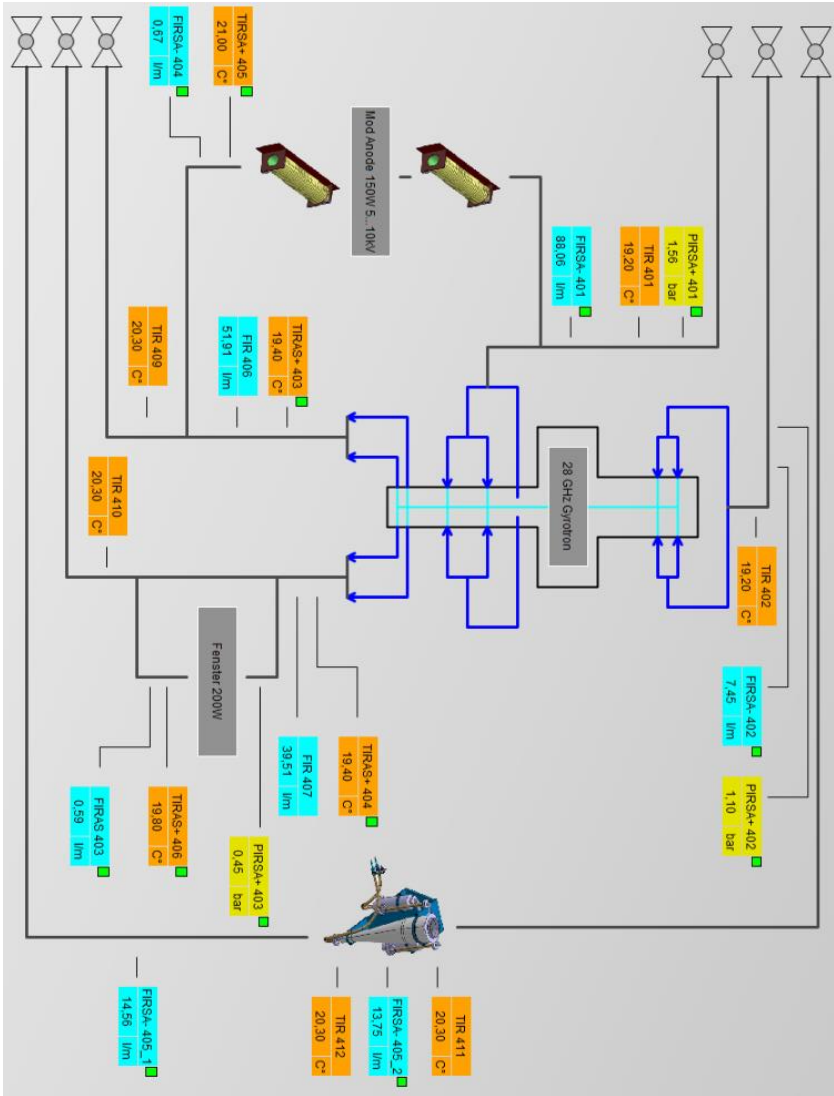 TIR 402
19,20 C°
FIRSA- 402
7,45 l/m
PIRSA+ 402
1,10 bar
PIRSA+ 401
1,56 bar
TIR 401
19,20 C°
FIRSA- 401
88,06 l/m
28 GHz Gyrotron
TIR 411
20,30 C°
FIRSA- 405_2
13,75 l/m
TIR 412
20,30 C°
Mod Anode 150W 5...10kV
TIRAS+ 404
19,40 C°
FIR 407
39,51 l/m
TIRAS+ 403
19,40 C°
FIR 406
51,91 l/m
PIRSA+ 403
0,45 bar
TIRSA+ 405
21,00 C°
FIRSA- 404
0,67 l/m
Fenster 200W
TIRAS+ 406
19,80 C°
TIR 409
20,30 C°
FIRSA- 405_1
14,56 l/m
TIR 410
20,30 C°
FIRAS 403
0,59 l/m